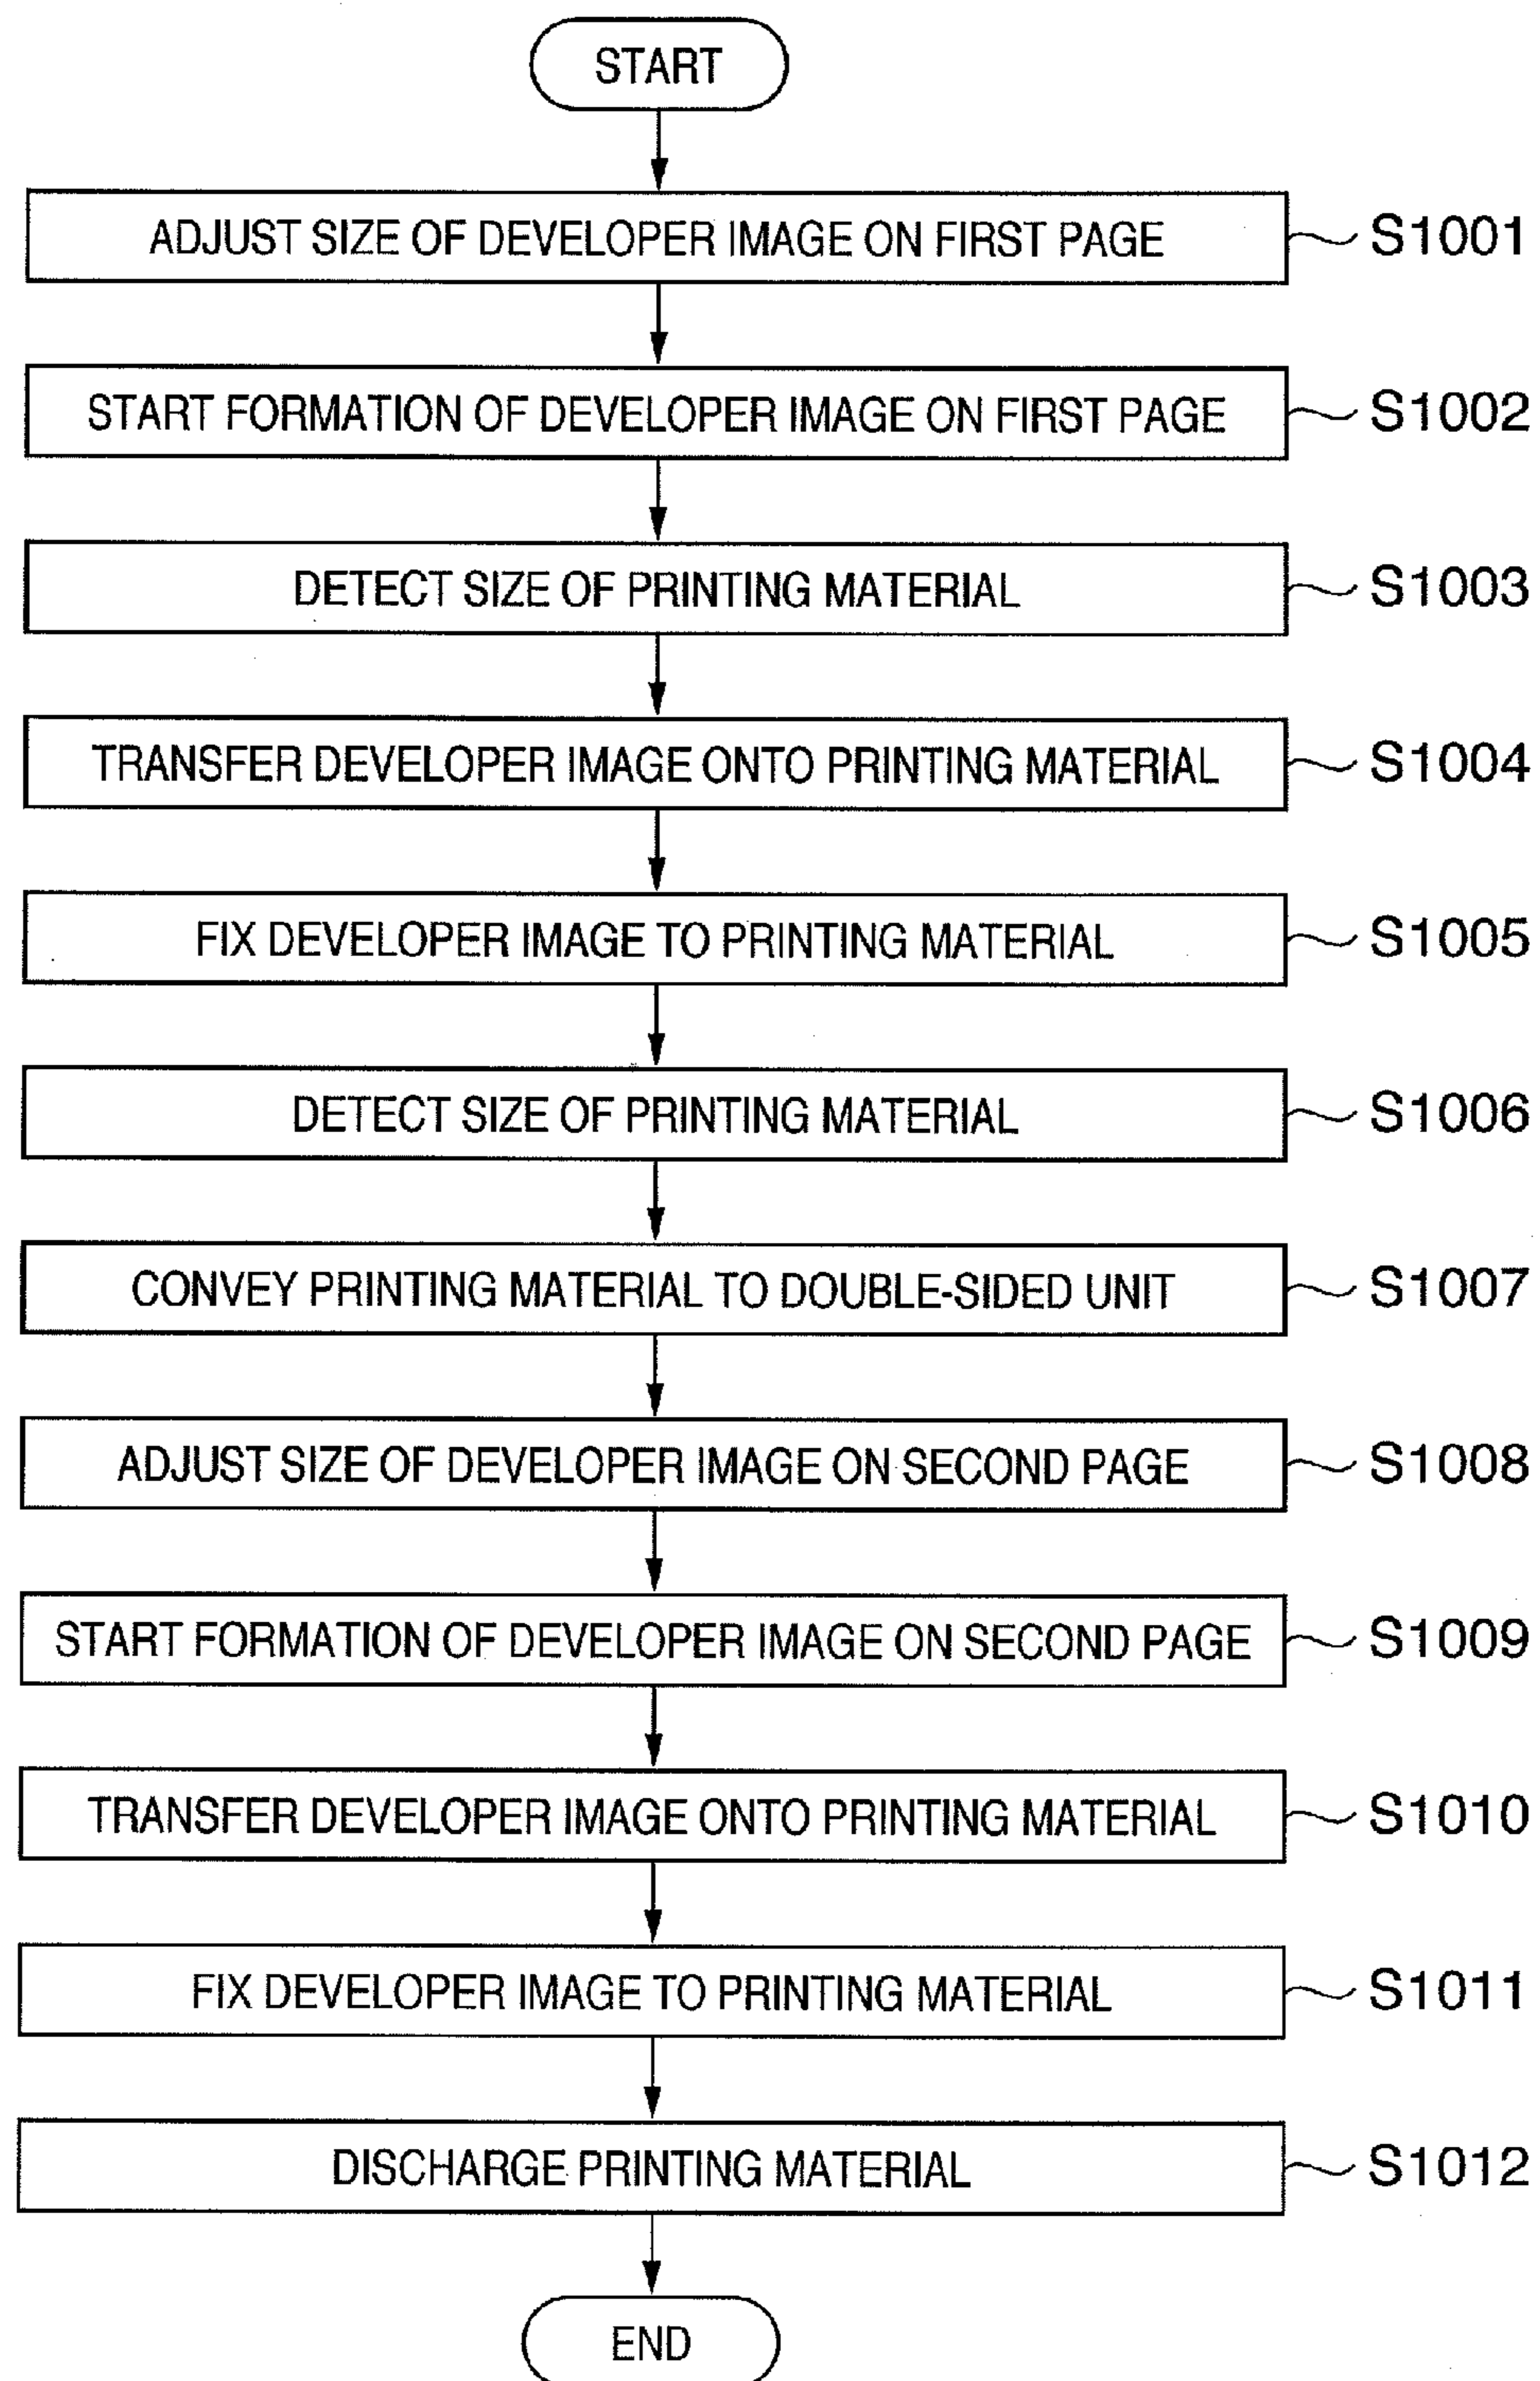 START
ADJUST SIZE OF DEVELOPER IMAGE ON FIRST PAGE S1001
START FORMATION OF DEVELOPER IMAGE ON FIRST PAGE S1002
DETECT SIZE OF PRINTING MATERIAL S1003
TRANSFER DEVELOPER IMAGE ONTO PRINTING MATERIAL S1004
FIX DEVELOPER IMAGE TO PRINTING MATERIAL S1005
DETECT SIZE OF PRINTING MATERIAL S1006
CONVEY PRINTING MATERIAL TO DOUBLE-SIDED UNIT S1007
ADJUST SIZE OF DEVELOPER IMAGE ON SECOND PAGE S1008
START FORMATION OF DEVELOPER IMAGE ON SECOND PAGE S1009
TRANSFER DEVELOPER IMAGE ONTO PRINTING MATERIAL S1010
FIX DEVELOPER IMAGE TO PRINTING MATERIAL S1011
DISCHARGE PRINTING MATERIAL S1012
END